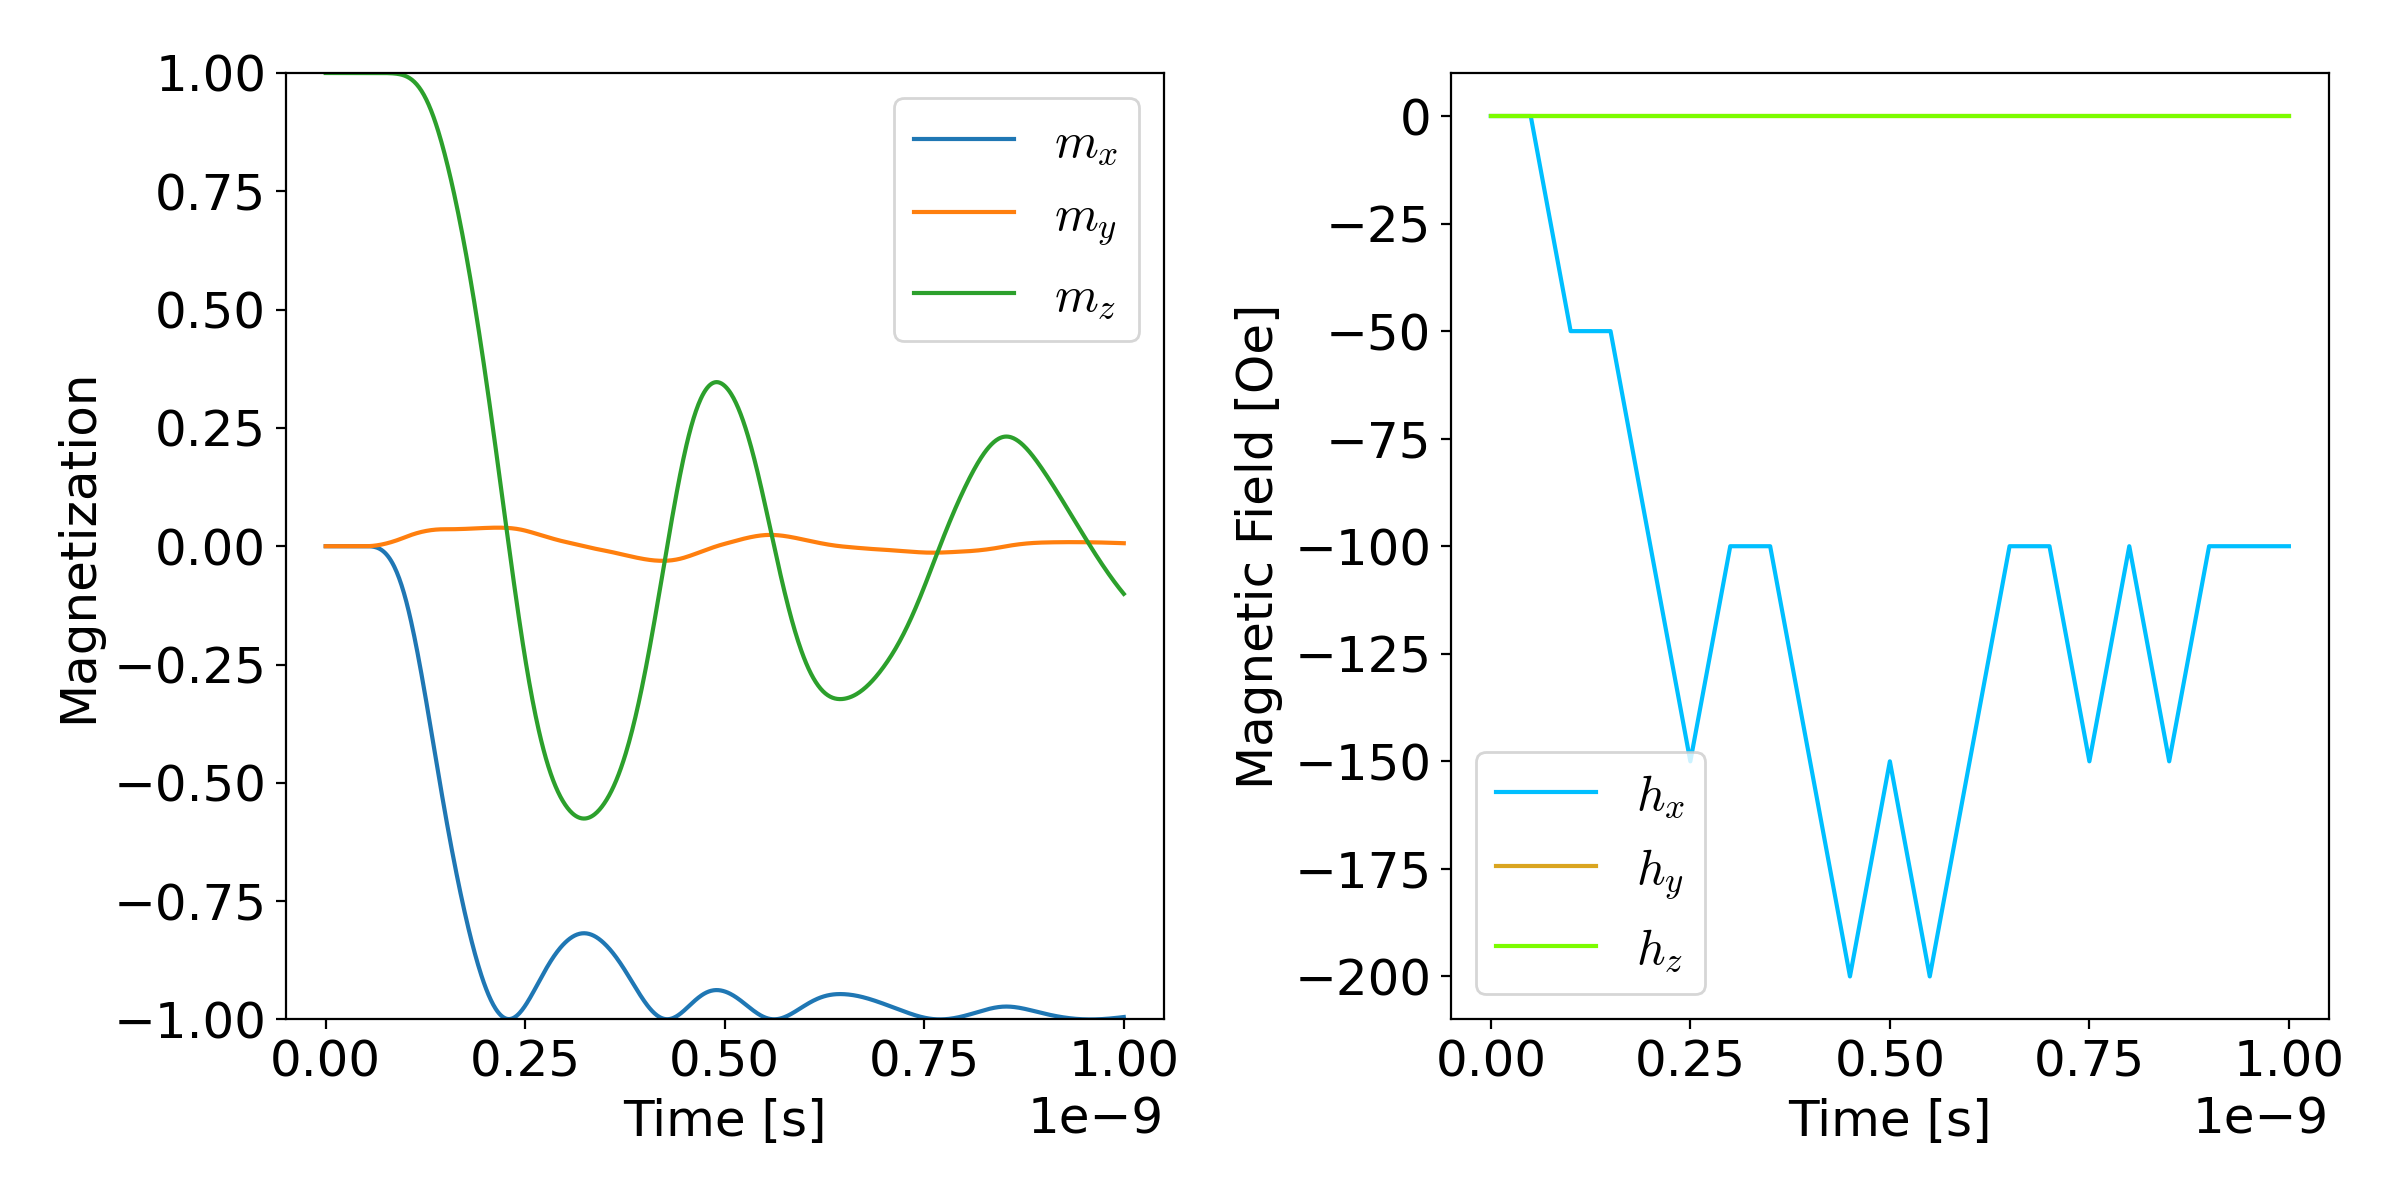 1.00
0.75
0.50
0.25
0.00
−0.25
−0.50
−0.75
−1.00
Magnetization
0.00 0.25 0.50 0.75 1.00
Time [s]
1e−9
m_x
m_y
m_z
0
−25
−50
−75
−100
−125
−150
−175
−200
Magnetic Field [Oe]
0.00 0.25 0.50 0.75 1.00
Time [s]
1e−9
h_x
h_y
h_z